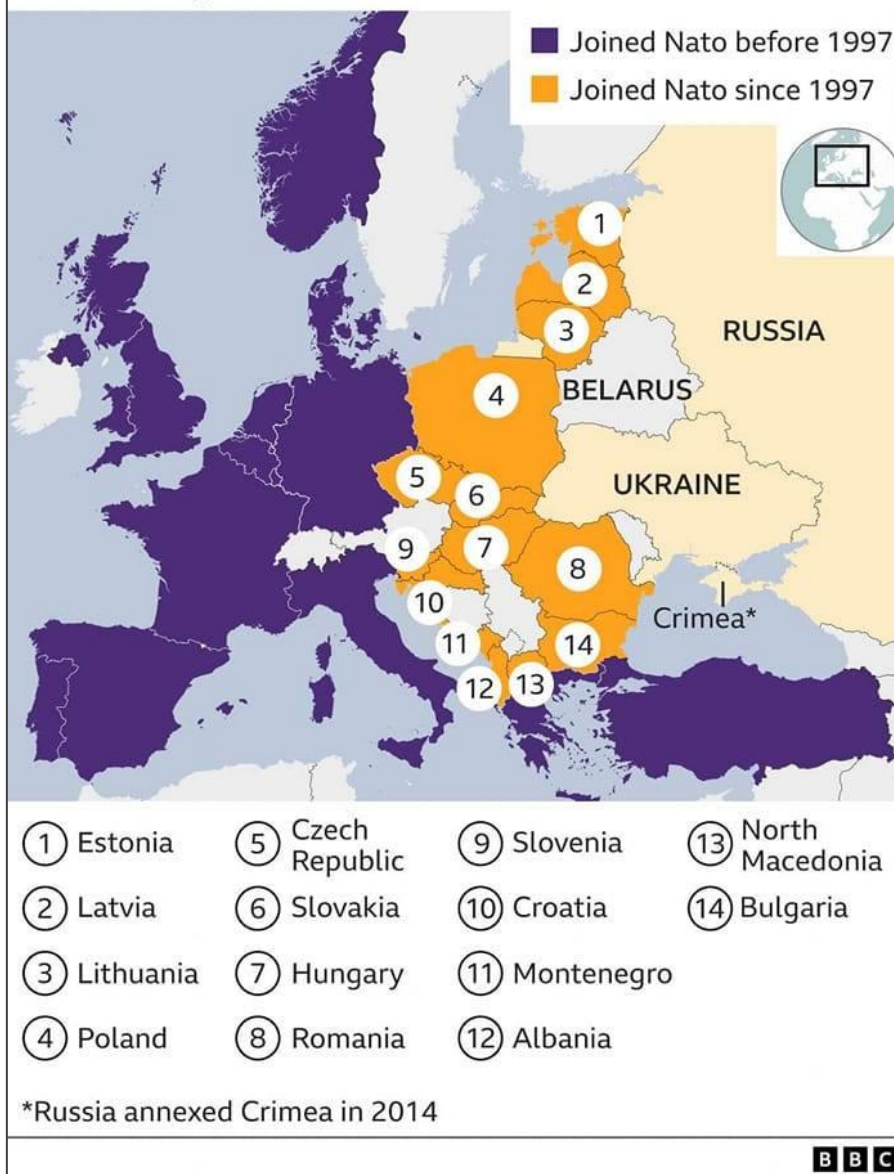 Joined Nato before 1997
Joined Nato since 1997
1
2
3
RUSSIA
4
BELARUS
5
6
UKRAINE
9
7
8
10
Crimea*
11
14
12
13
1 Estonia
2 Latvia
3 Lithuania
4 Poland
5 Czech
Republic
6 Slovakia
7 Hungary
8 Romania
9 Slovenia
10 Croatia
11 Montenegro
12 Albania
13 North
Macedonia
14 Bulgaria
*Russia annexed Crimea in 2014
BBC